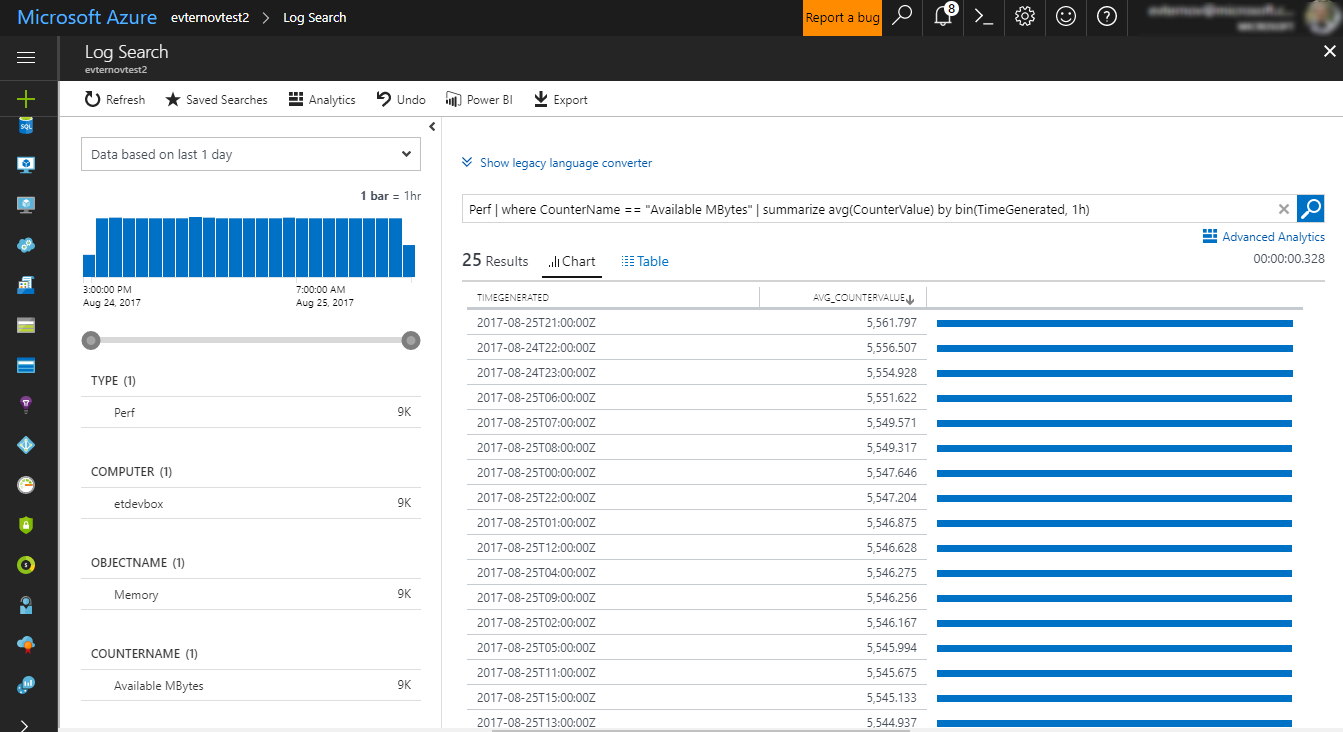 Microsoft Azure evternovtest2 > Log Search Report a bug 8
Log Search
evternovtest2
Refresh Saved Searches Analytics Undo Power BI Export
Data based on last 1 day
1 bar = 1hr
3:00:00 PM 7:00:00 AM
Aug 24, 2017 Aug 25, 2017
TYPE (1)
Perf 9K
COMPUTER (1)
etdevbox 9K
OBJECTNAME (1)
Memory 9K
COUNTERNAME (1)
Available MBytes 9K
Show legacy language converter
Perf | where CounterName == "Available MBytes" | summarize avg(CounterValue) by bin(TimeGenerated, 1h)
Advanced Analytics
25 Results Chart Table 00:00:00.328
TIMEGENERATED AVG_COUNTERVALUE
2017-08-25T21:00:00Z 5,561.797
2017-08-24T22:00:00Z 5,556.507
2017-08-24T23:00:00Z 5,554.928
2017-08-25T06:00:00Z 5,551.622
2017-08-25T07:00:00Z 5,549.571
2017-08-25T08:00:00Z 5,549.317
2017-08-25T00:00:00Z 5,547.646
2017-08-25T22:00:00Z 5,547.204
2017-08-25T01:00:00Z 5,546.875
2017-08-25T12:00:00Z 5,546.628
2017-08-25T04:00:00Z 5,546.275
2017-08-25T09:00:00Z 5,546.256
2017-08-25T02:00:00Z 5,546.167
2017-08-25T05:00:00Z 5,545.994
2017-08-25T11:00:00Z 5,545.675
2017-08-25T15:00:00Z 5,545.133
2017-08-25T13:00:00Z 5,544.937